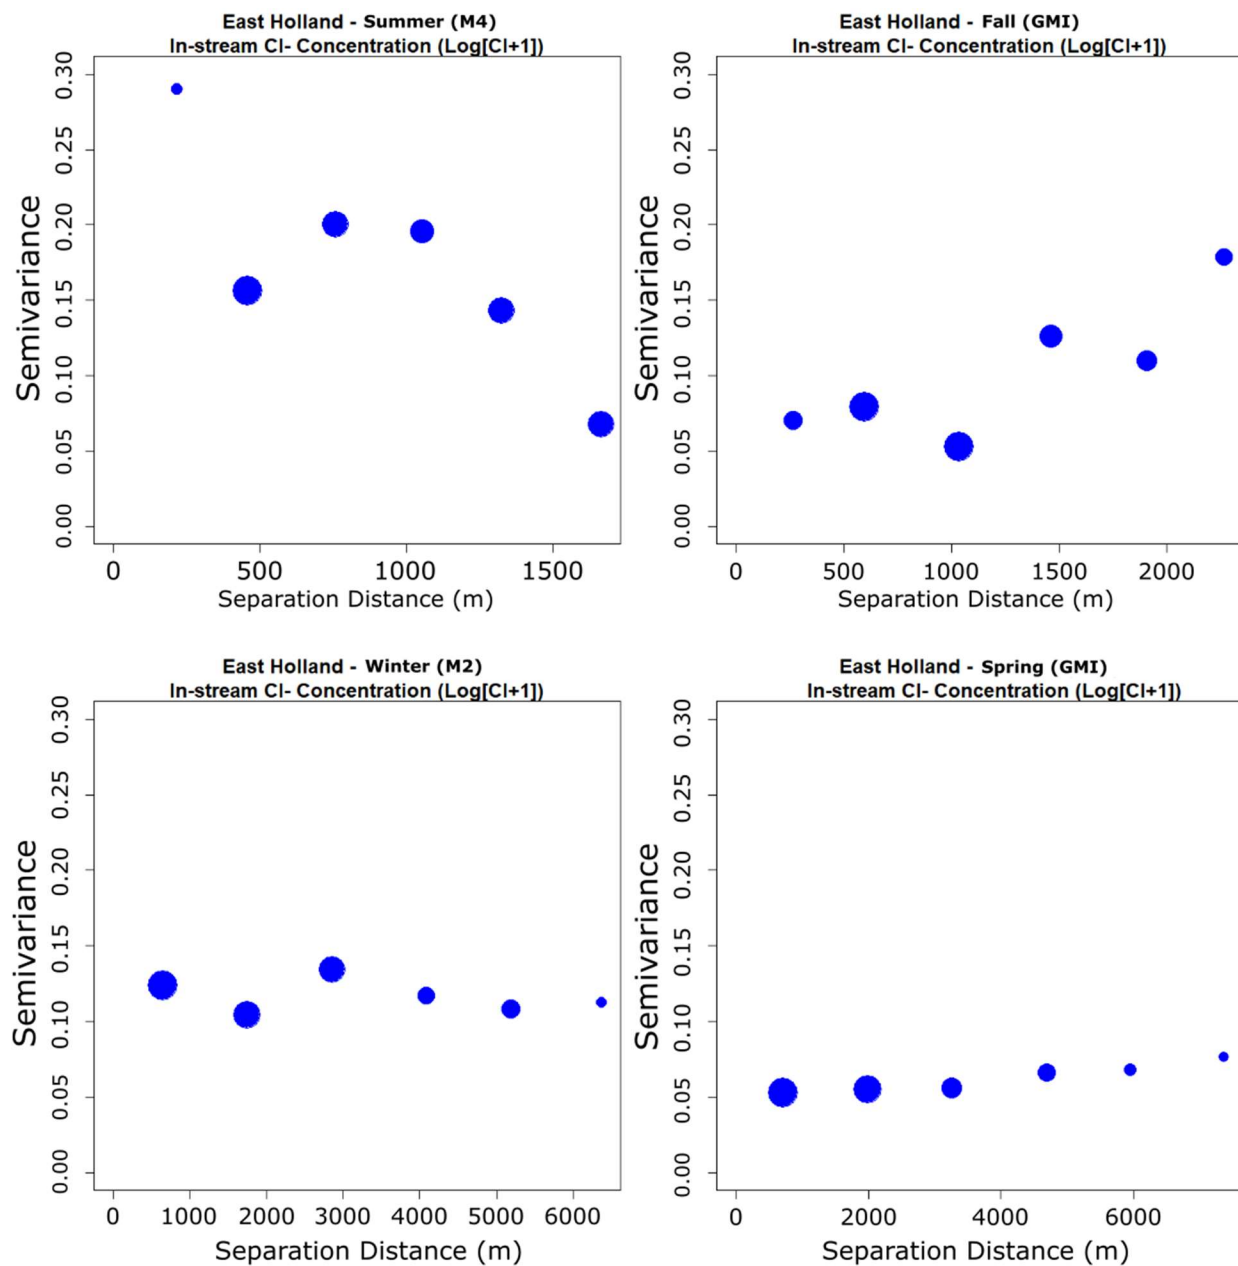 East Holland - Summer (M4)
In-stream Cl- Concentration (Log[Cl+1])
0.30
0.25
0.20
0.15
0.10
0.05
0.00
Semivariance
0 500 1000 1500
Separation Distance (m)
East Holland - Fall (GMI)
In-stream Cl- Concentration (Log[Cl+1])
0.30
0.25
0.20
0.15
0.10
0.05
0.00
Semivariance
0 500 1000 1500 2000
Separation Distance (m)
East Holland - Winter (M2)
In-stream Cl- Concentration (Log[Cl+1])
0.30
0.25
0.20
0.15
0.10
0.05
0.00
Semivariance
0 1000 2000 3000 4000 5000 6000
Separation Distance (m)
East Holland - Spring (GMI)
In-stream Cl- Concentration (Log[Cl+1])
0.30
0.25
0.20
0.15
0.10
0.05
0.00
Semivariance
0 2000 4000 6000
Separation Distance (m)